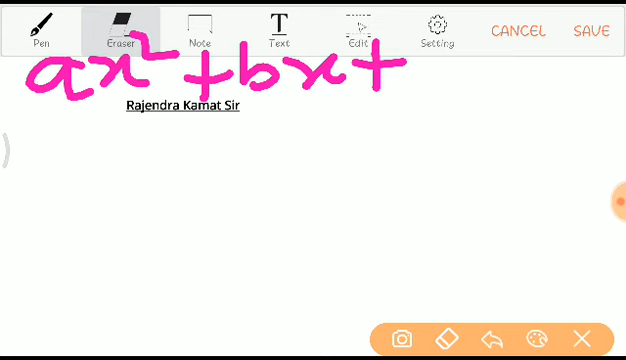 Pen Eraser Note Text Edit Setting CANCEL SAVE
ax² + bx +
Rajendra Kamat Sir